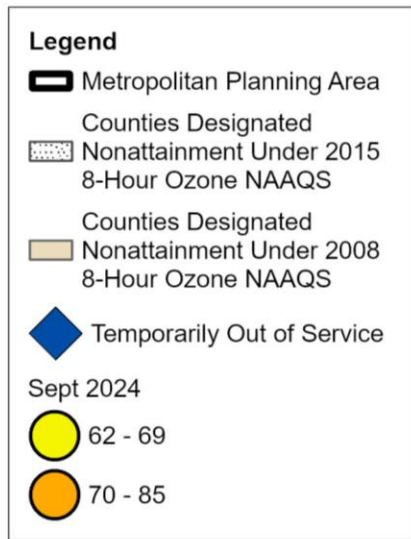 Legend
Metropolitan Planning Area
Counties Designated
Nonattainment Under 2015
8-Hour Ozone NAAQS
Counties Designated
Nonattainment Under 2008
8-Hour Ozone NAAQS
Temporarily Out of Service
Sept 2024
62 - 69
70 - 85